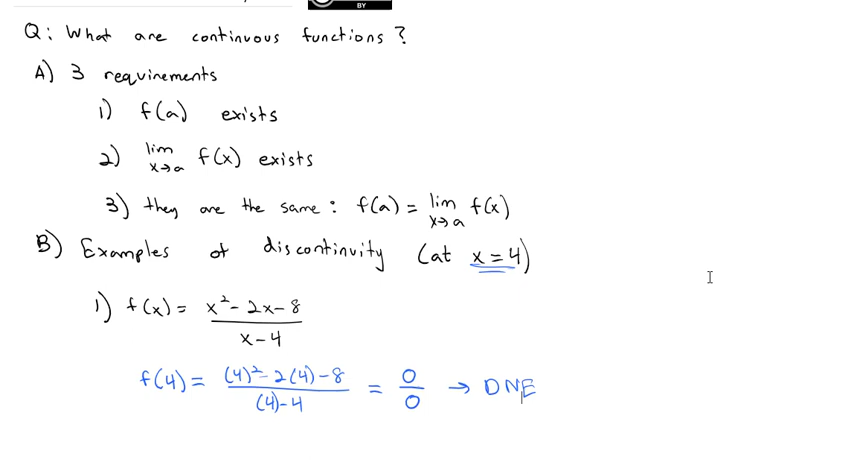 BY
Q: What are continuous functions?
A) 3 requirements
1) f(a) exists
2) lim x→a f(x) exists
3) they are the same: f(a) = lim x→a f(x)
B) Examples of discontinuity (at x = 4)
1) f(x) = (x² - 2x - 8) / (x - 4)
f(4) = ((4)² - 2(4) - 8) / ((4) - 4) = 0/0 → DNE